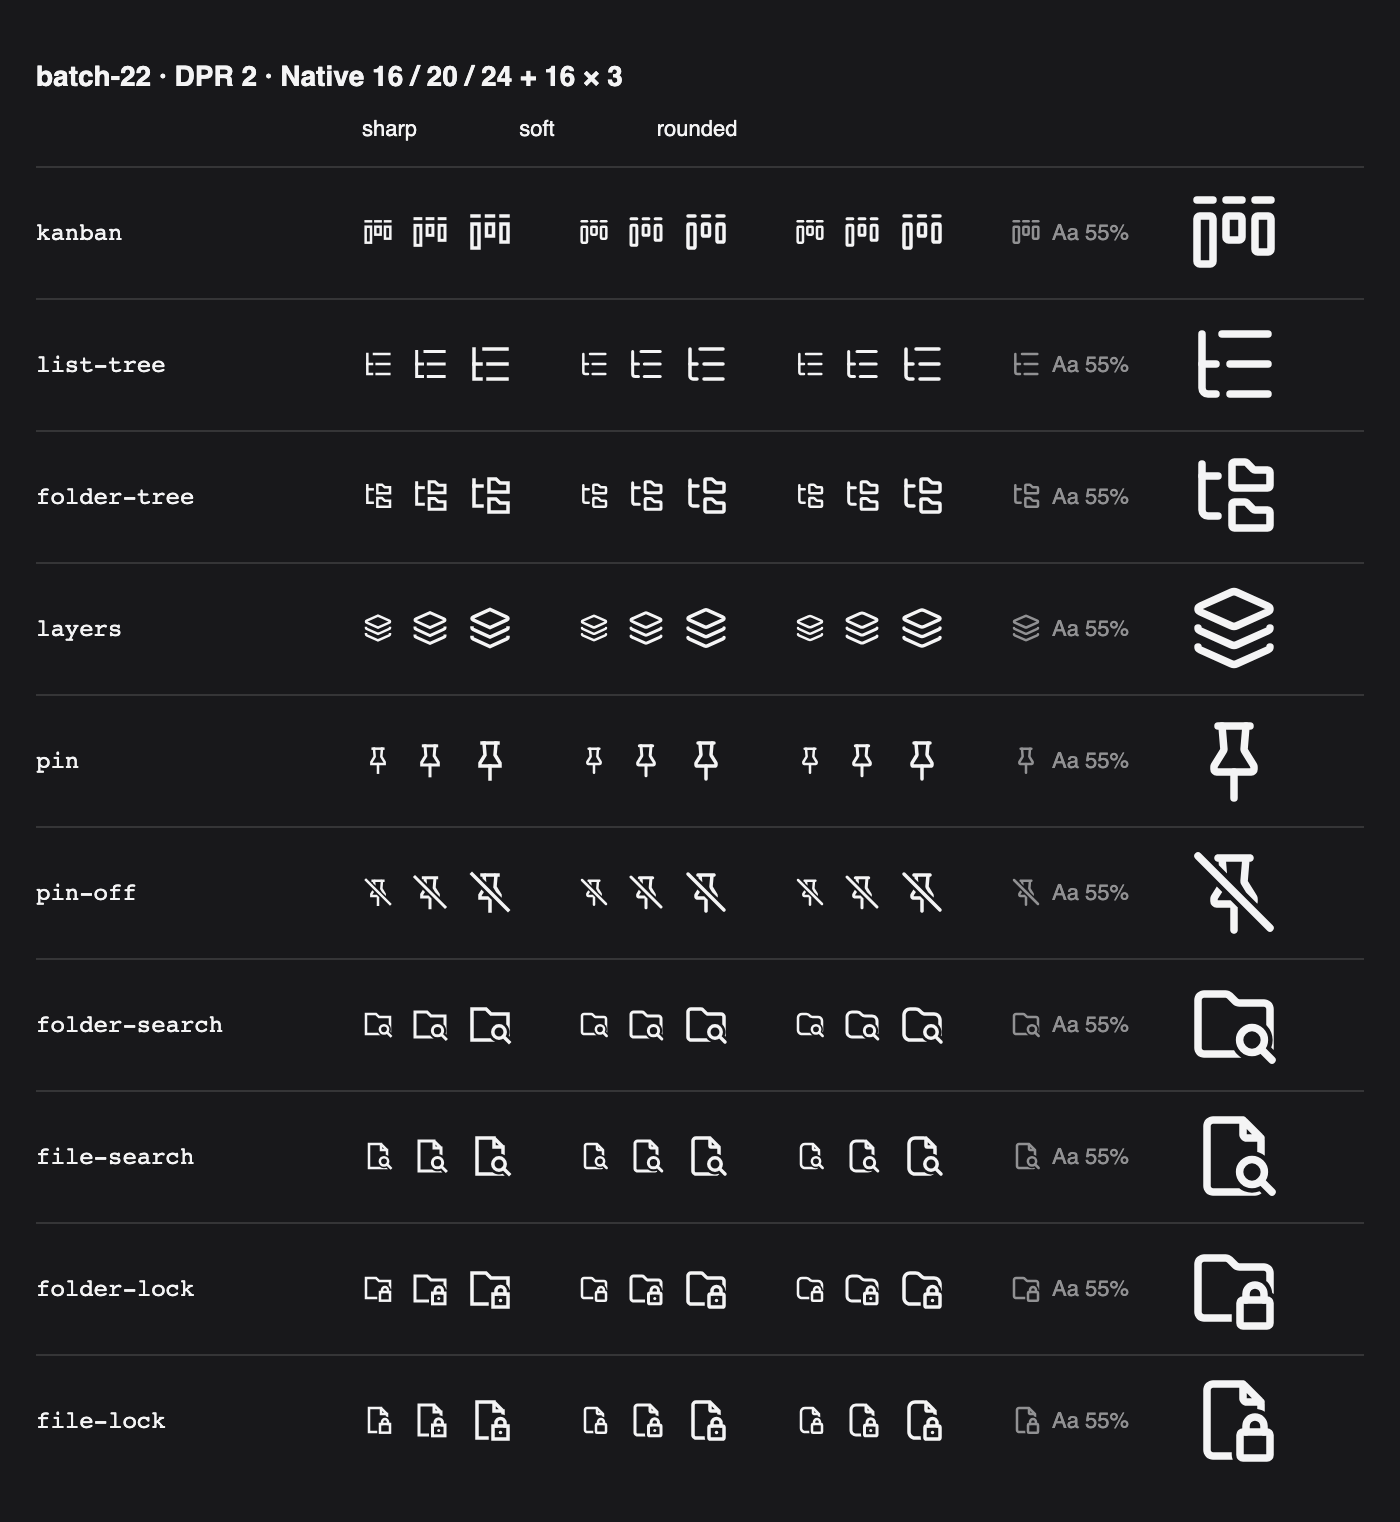 batch-22 · DPR 2 · Native 16 / 20 / 24 + 16 × 3
sharp soft rounded
kanban Aa 55%
list-tree Aa 55%
folder-tree Aa 55%
layers Aa 55%
pin Aa 55%
pin-off Aa 55%
folder-search Aa 55%
file-search Aa 55%
folder-lock Aa 55%
file-lock Aa 55%